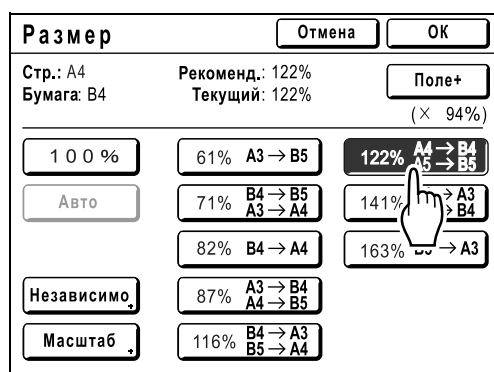 Размер
Отмена
ОК
Стр.: A4
Рекоменд.: 122%
Поле+
Бумага: B4
Текущий: 122%
(× 94%)
100%
61% A3 → B5
122% A4 → B4
A5 → B5
Авто
71% B4 → B5
A3 → A4
141% → A3
→ B4
82% B4 → A4
163% → A3
Независимо
87% A3 → B4
A4 → B5
Масштаб
116% B4 → A3
B5 → A4